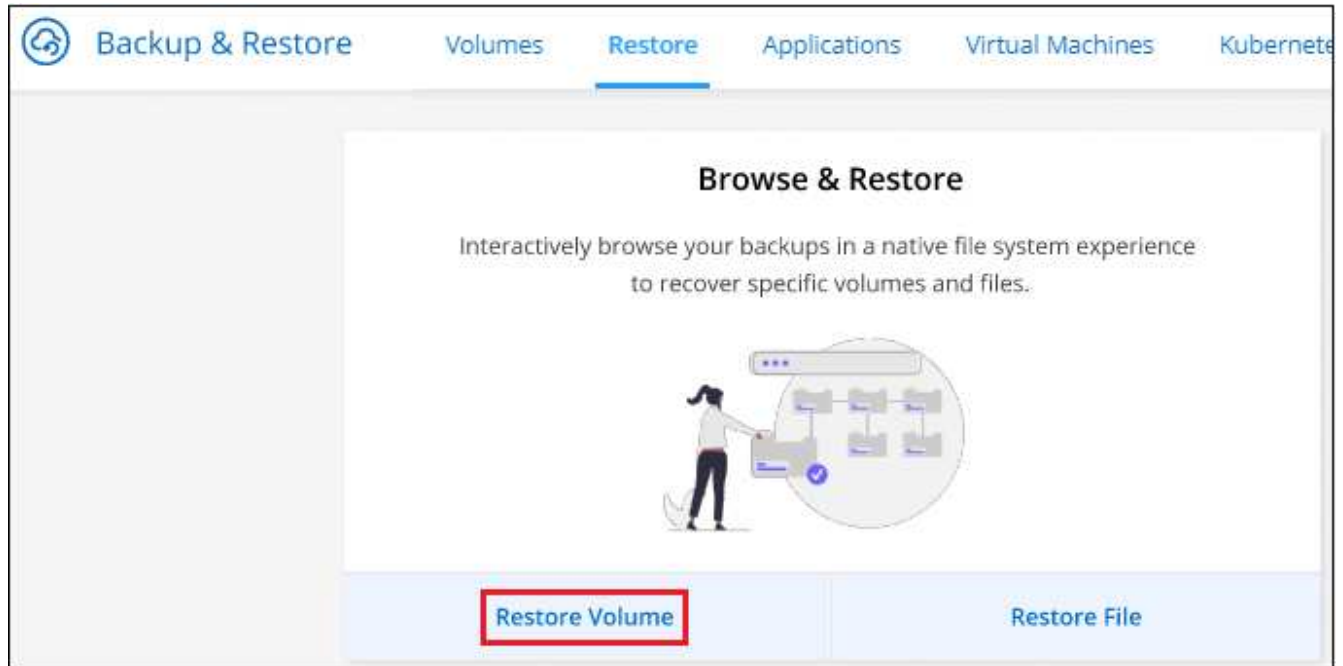 Backup & Restore Volumes Restore Applications Virtual Machines Kubernete
Browse & Restore
Interactively browse your backups in a native file system experience
to recover specific volumes and files.
Restore Volume Restore File